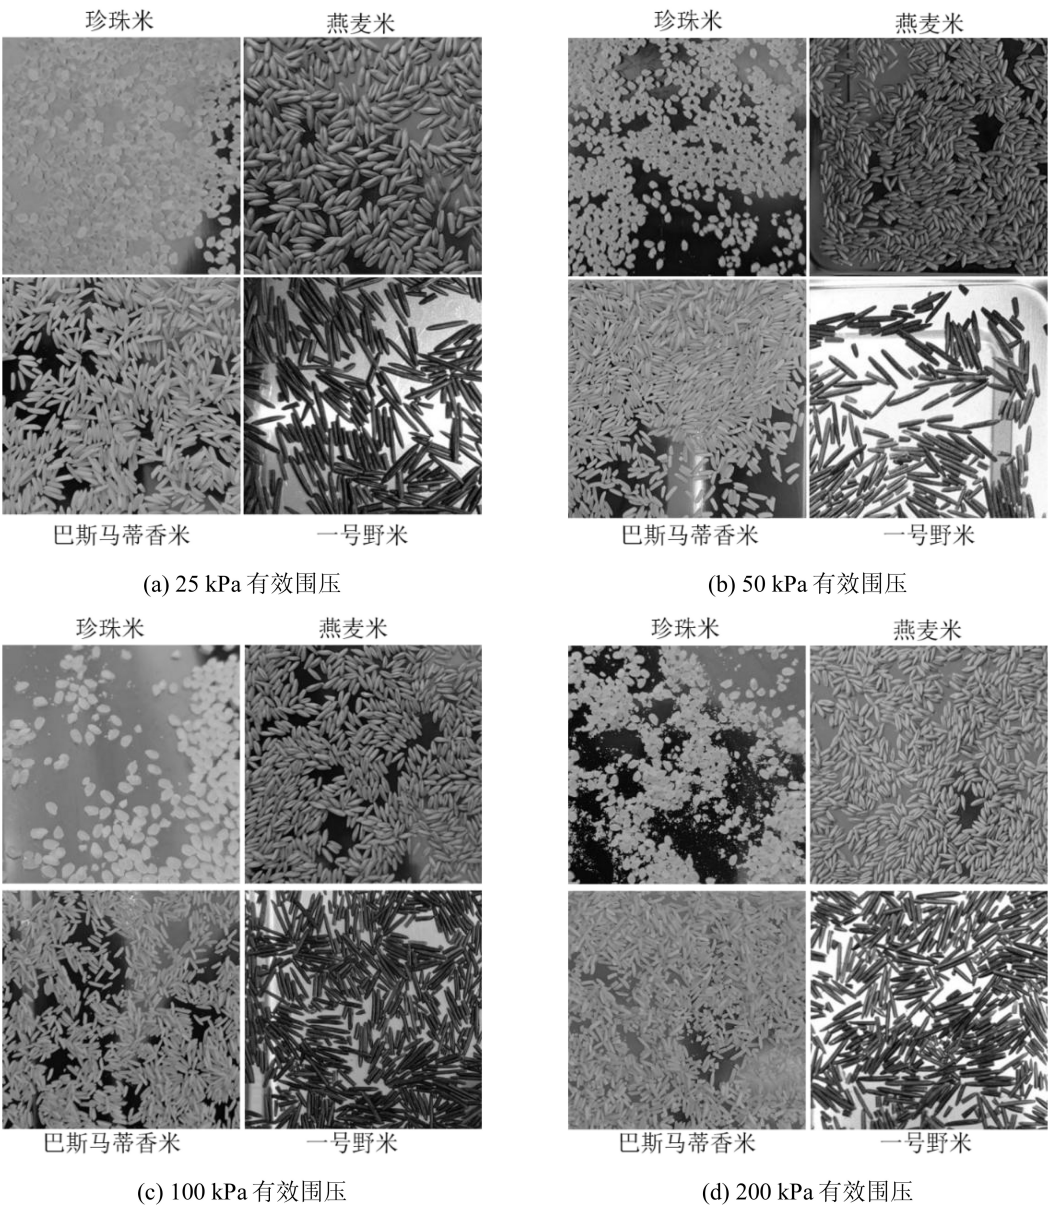 珍珠米 燕麦米 珍珠米 燕麦米
巴斯马蒂香米 一号野米 巴斯马蒂香米 一号野米
(a) 25 kPa 有效围压 (b) 50 kPa 有效围压
珍珠米 燕麦米 珍珠米 燕麦米
巴斯马蒂香米 一号野米 巴斯马蒂香米 一号野米
(c) 100 kPa 有效围压 (d) 200 kPa 有效围压